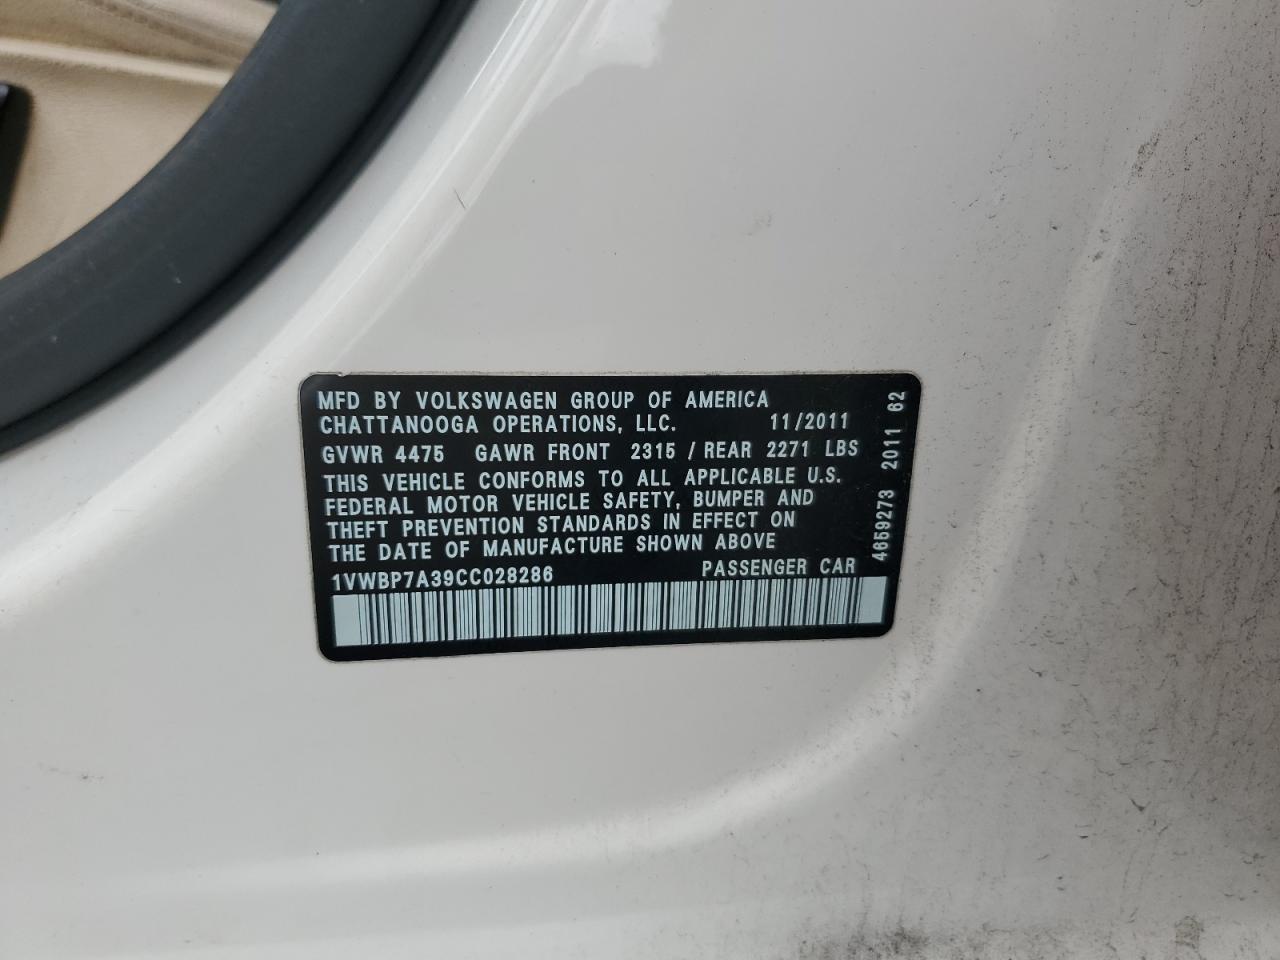 MFD BY VOLKSWAGEN GROUP OF AMERICA
CHATTANOOGA OPERATIONS, LLC. 11/2011
GVWR 4475 GAWR FRONT 2315 / REAR 2271 LBS
THIS VEHICLE CONFORMS TO ALL APPLICABLE U.S.
FEDERAL MOTOR VEHICLE SAFETY, BUMPER AND
THEFT PREVENTION STANDARDS IN EFFECT ON
THE DATE OF MANUFACTURE SHOWN ABOVE
1VWBP7A39CC028286 PASSENGER CAR
4659273 2011 62